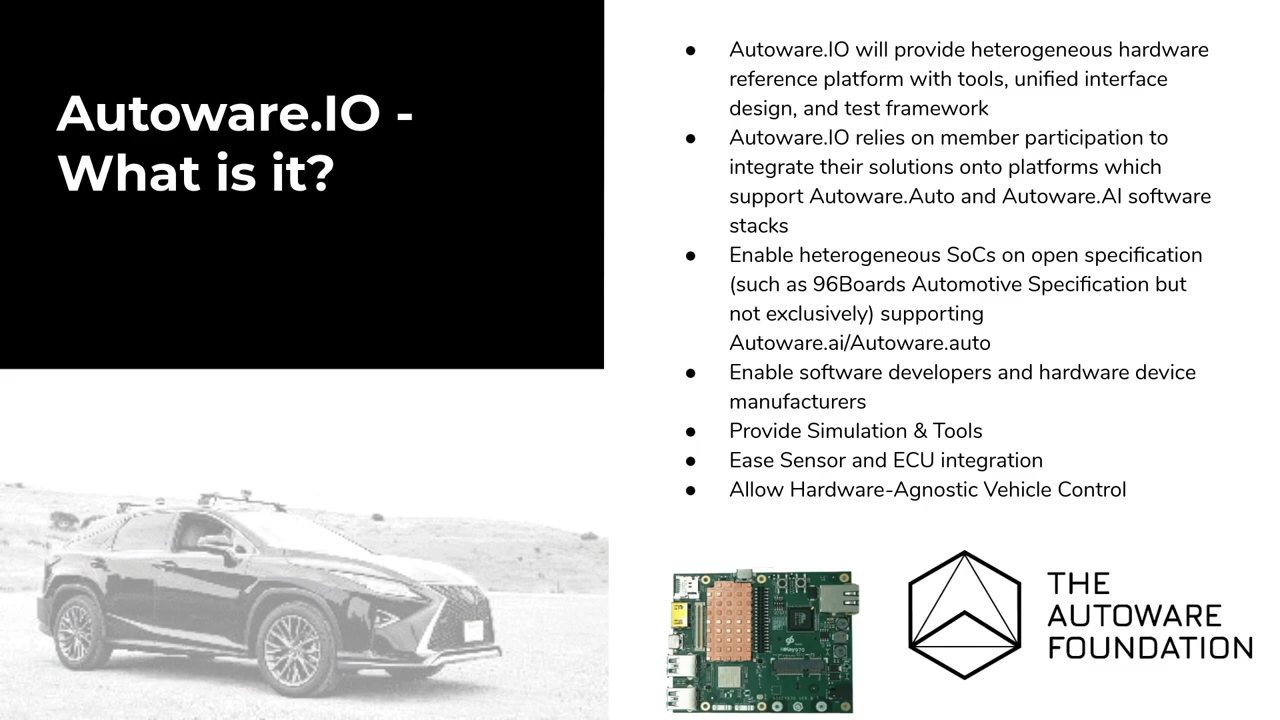 Autoware.IO -
What is it?
● Autoware.IO will provide heterogeneous hardware
reference platform with tools, unified interface
design, and test framework
● Autoware.IO relies on member participation to
integrate their solutions onto platforms which
support Autoware.Auto and Autoware.AI software
stacks
● Enable heterogeneous SoCs on open specification
(such as 96Boards Automotive Specification but
not exclusively) supporting
Autoware.ai/Autoware.auto
● Enable software developers and hardware device
manufacturers
● Provide Simulation & Tools
● Ease Sensor and ECU integration
● Allow Hardware-Agnostic Vehicle Control
THE
AUTOWARE
FOUNDATION